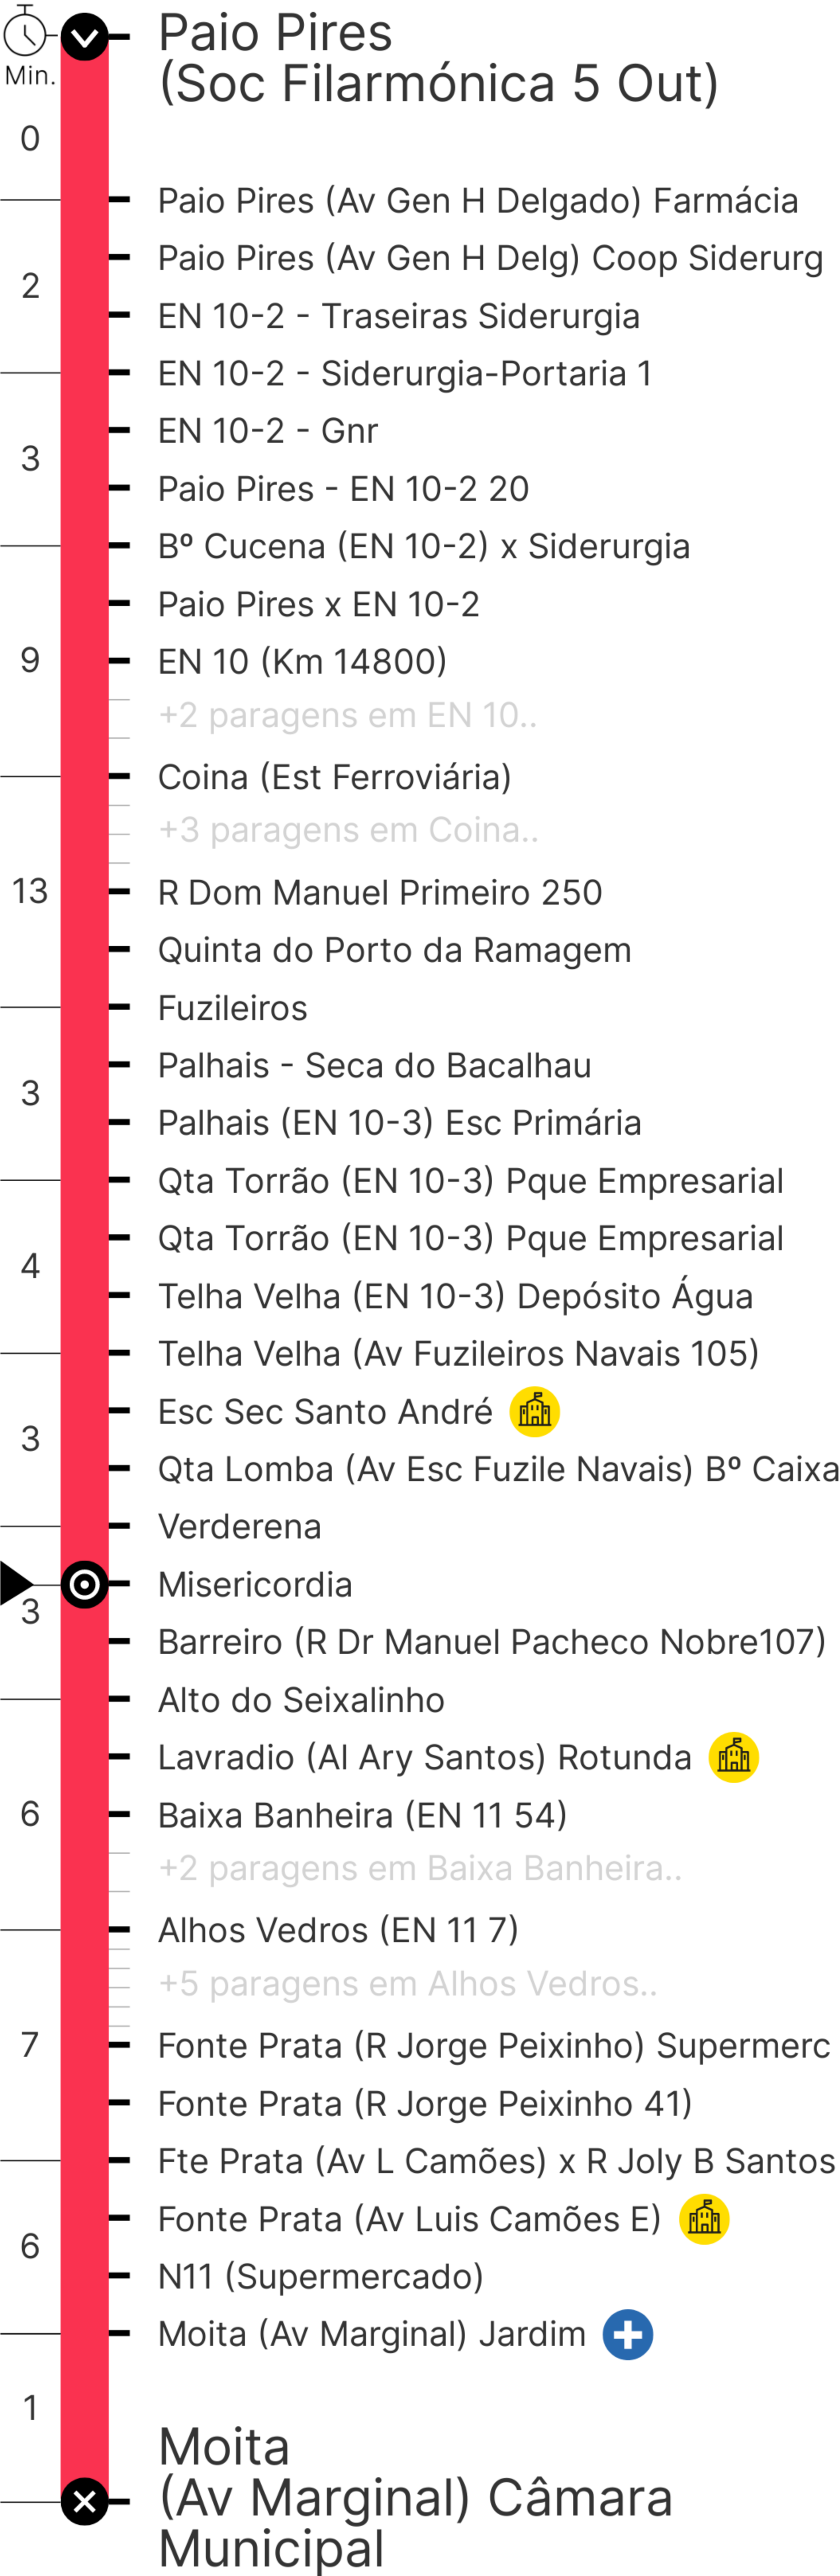 Paio Pires
(Soc Filarmónica 5 Out)
Min.
0
Paio Pires (Av Gen H Delgado) Farmácia
Paio Pires (Av Gen H Delg) Coop Siderurg
2
EN 10-2 - Traseiras Siderurgia
EN 10-2 - Siderurgia-Portaria 1
EN 10-2 - Gnr
3
Paio Pires - EN 10-2 20
Bº Cucena (EN 10-2) x Siderurgia
Paio Pires x EN 10-2
9
EN 10 (Km 14800)
+2 paragens em EN 10..
Coina (Est Ferroviária)
+3 paragens em Coina..
13
R Dom Manuel Primeiro 250
Quinta do Porto da Ramagem
Fuzileiros
Palhais - Seca do Bacalhau
3
Palhais (EN 10-3) Esc Primária
Qta Torrão (EN 10-3) Pque Empresarial
Qta Torrão (EN 10-3) Pque Empresarial
4
Telha Velha (EN 10-3) Depósito Água
Telha Velha (Av Fuzileiros Navais 105)
Esc Sec Santo André
3
Qta Lomba (Av Esc Fuzile Navais) Bº Caixa
Verderena
Misericordia
3
Barreiro (R Dr Manuel Pacheco Nobre107)
Alto do Seixalinho
Lavradio (Al Ary Santos) Rotunda
6
Baixa Banheira (EN 11 54)
+2 paragens em Baixa Banheira..
Alhos Vedros (EN 11 7)
+5 paragens em Alhos Vedros..
7
Fonte Prata (R Jorge Peixinho) Supermerc
Fonte Prata (R Jorge Peixinho 41)
Fte Prata (Av L Camões) x R Joly B Santos
Fonte Prata (Av Luis Camões E)
6
N11 (Supermercado)
Moita (Av Marginal) Jardim
1
Moita
(Av Marginal) Câmara
Municipal